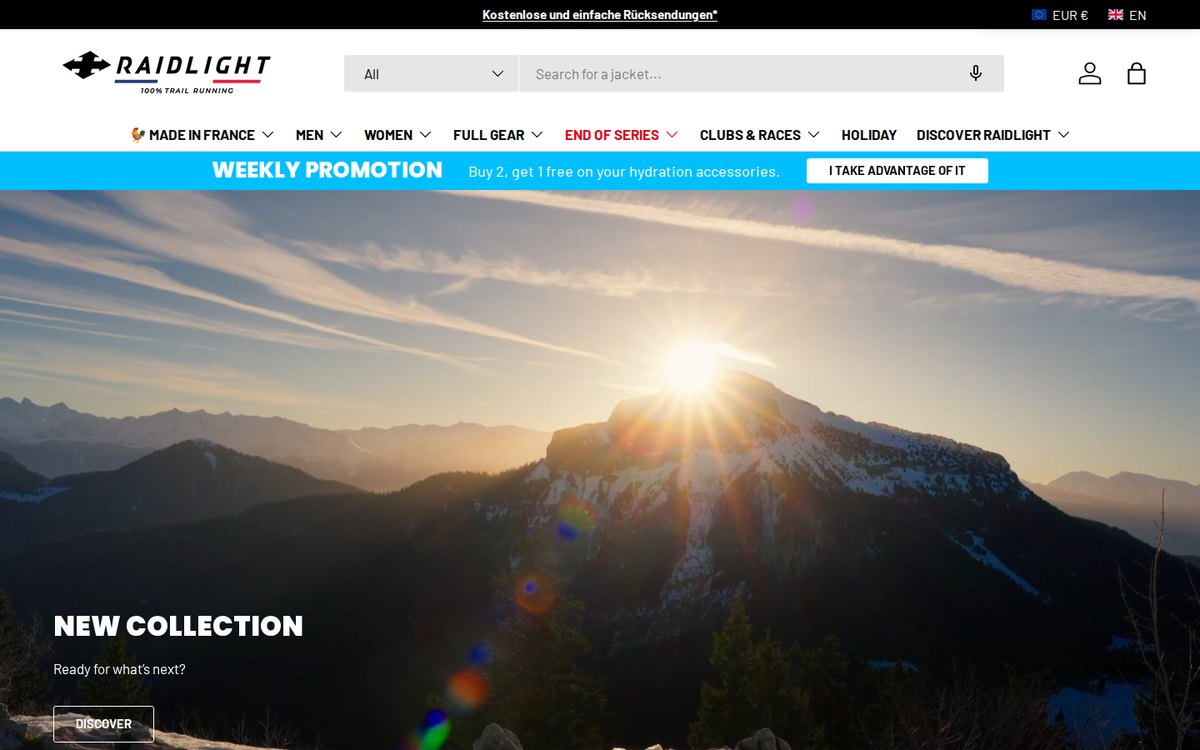 Kostenlose und einfache Rücksendungen*
EUR €
EN
RAIDLIGHT
100% TRAIL RUNNING
All
Search for a jacket...
MADE IN FRANCE
MEN
WOMEN
FULL GEAR
END OF SERIES
CLUBS & RACES
HOLIDAY
DISCOVER RAIDLIGHT
WEEKLY PROMOTION
Buy 2, get 1 free on your hydration accessories.
I TAKE ADVANTAGE OF IT
NEW COLLECTION
Ready for what’s next?
DISCOVER